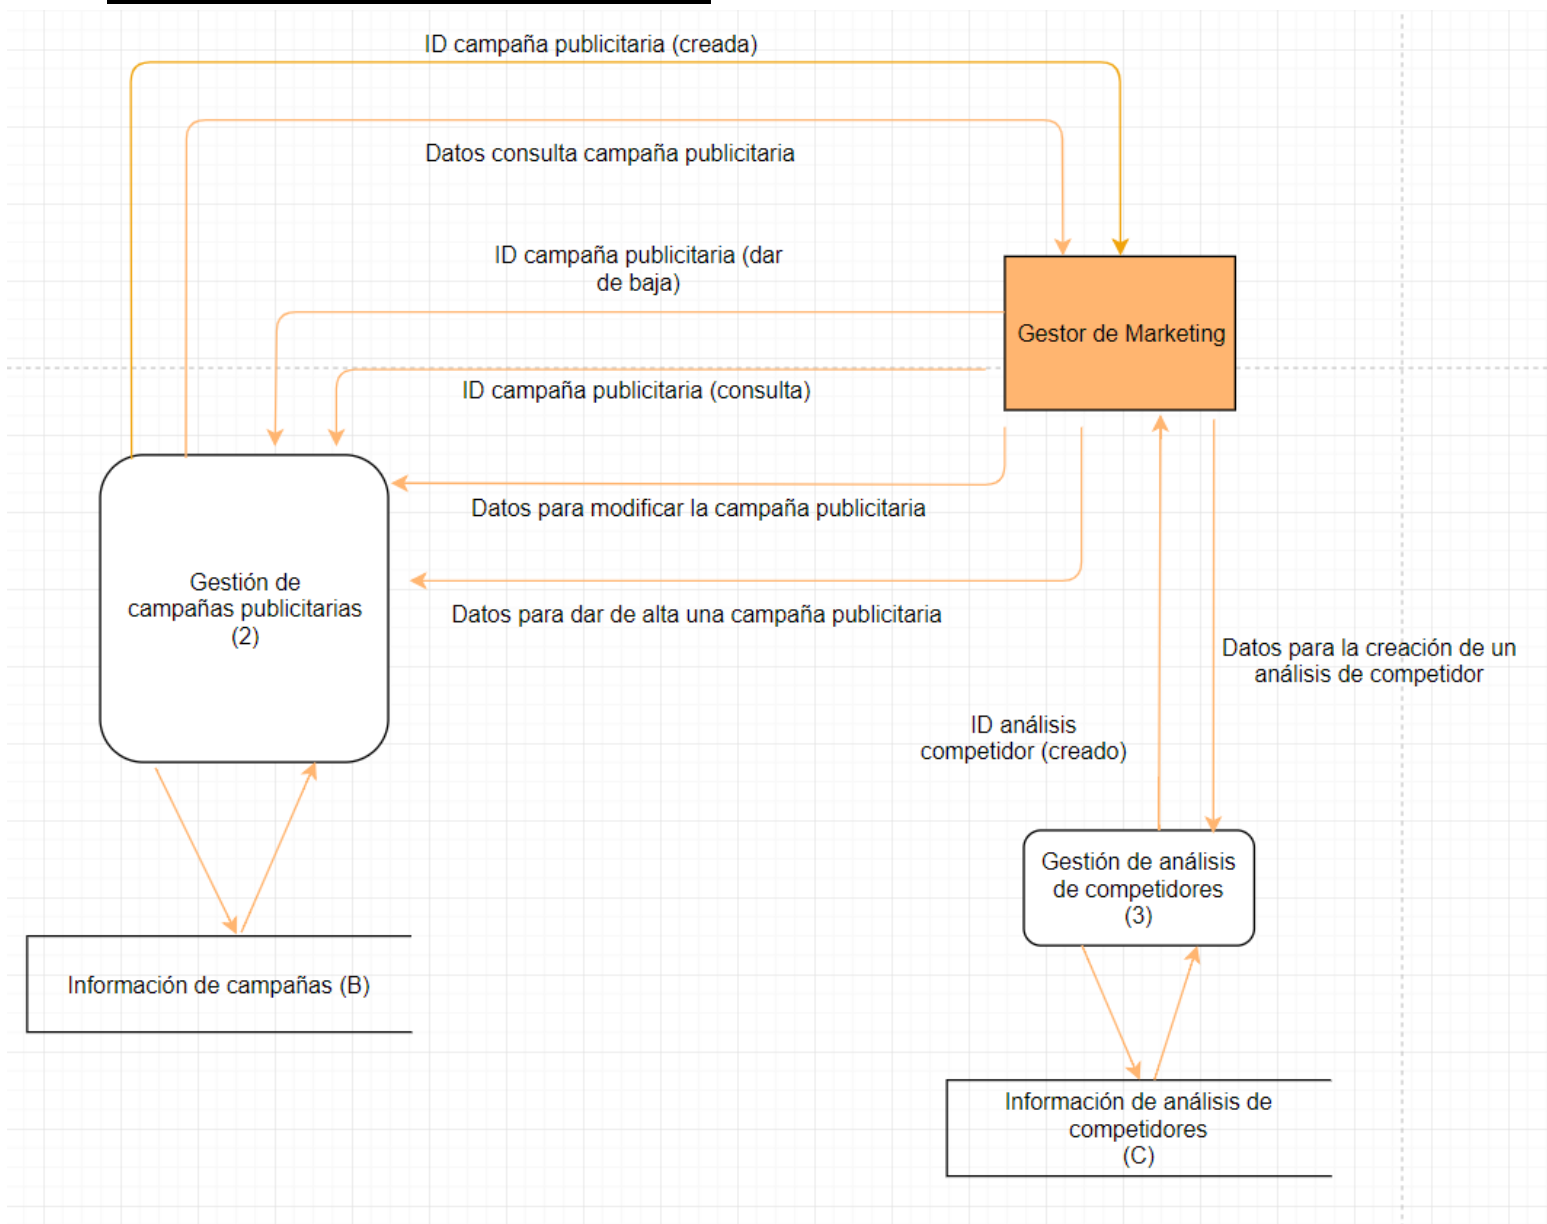 ID campaña publicitaria (creada)
Datos consulta campaña publicitaria
ID campaña publicitaria (dar
de baja)
Gestor de Marketing
ID campaña publicitaria (consulta)
Datos para modificar la campaña publicitaria
Gestión de
campañas publicitarias
(2)
Datos para dar de alta una campaña publicitaria
Datos para la creación de un
análisis de competidor
ID análisis
competidor (creado)
Gestión de análisis
de competidores
(3)
Información de campañas (B)
Información de análisis de
competidores
(C)